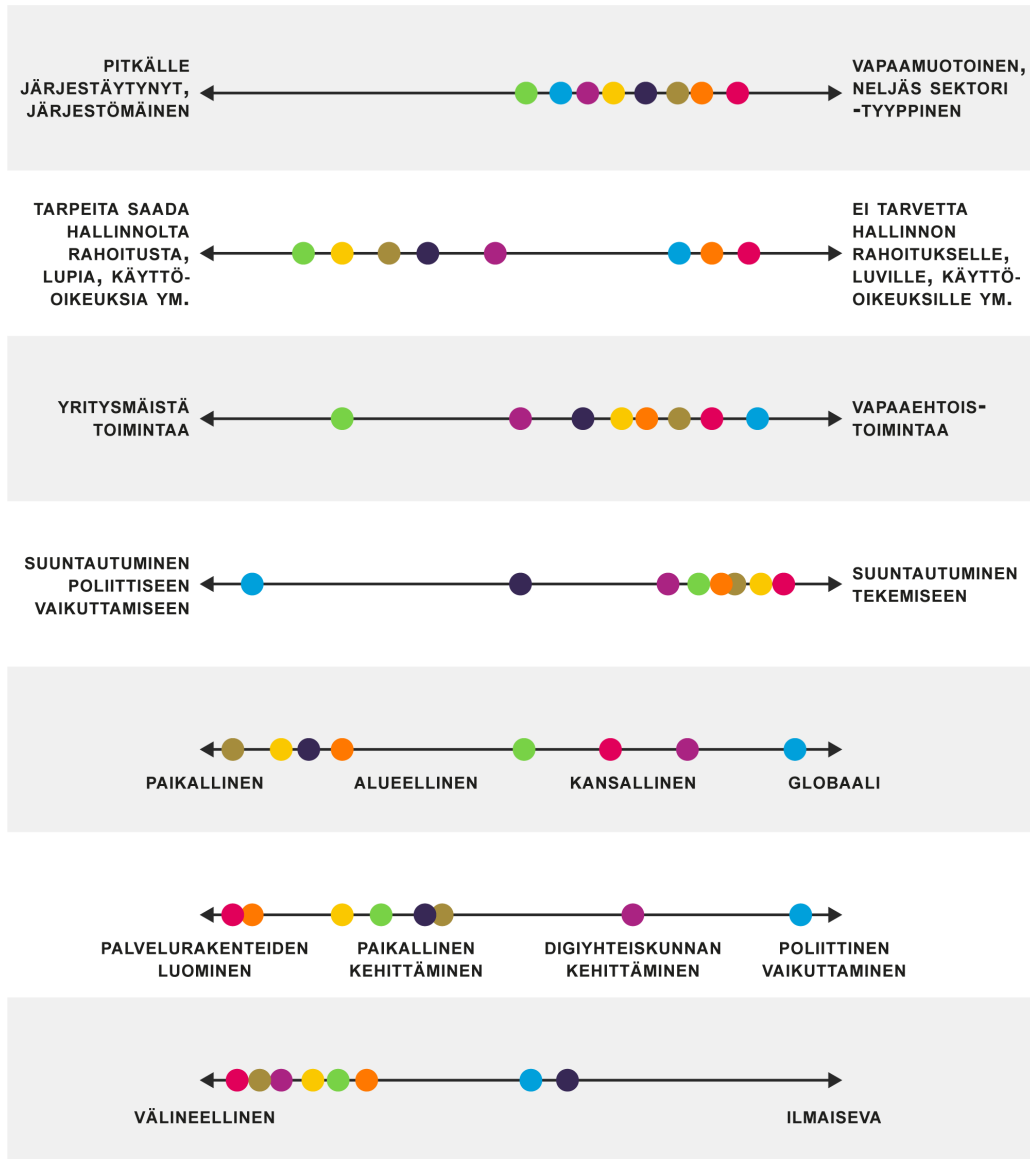 PITKÄLLE
JÄRJESTÄYTYNYT,
JÄRJESTÖMÄINEN
VAPAAMUOTOINEN,
NELJÄS SEKTORI
-TYYPPINEN
TARPEITA SAADA
HALLINNOLTA
RAHOITUSTA,
LUPIA, KÄYTTÖ-
OIKEUKSIA YM.
EI TARVETTA
HALLINNON
RAHOITUKSELLE,
LUVILLE, KÄYTTÖ-
OIKEUKSILLE YM.
YRITYSMÄISTÄ
TOIMINTAA
VAPAAEHTOIS-
TOIMINTAA
SUUNTAUTUMINEN
POLIITTISEEN
VAIKUTTAMISEEN
SUUNTAUTUMINEN
TEKEMISEEN
PAIKALLINEN ALUEELLINEN KANSALLINEN GLOBAALI
PALVELURAKENTEIDEN
LUOMINEN
PAIKALLINEN
KEHITTÄMINEN
DIGIYHTEISKUNNAN
KEHITTÄMINEN
POLIITTINEN
VAIKUTTAMINEN
VÄLINEELLINEN ILMAISEVA